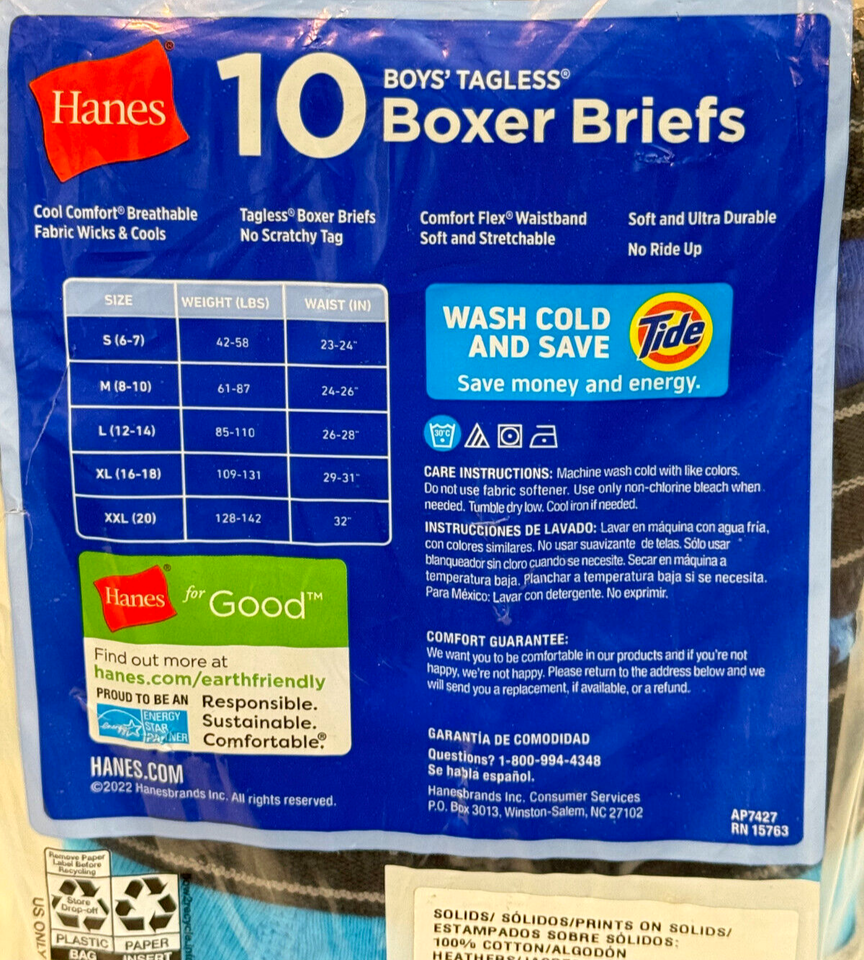 Hanes®
10
BOYS' TAGLESS®
Boxer Briefs
Cool Comfort® Breathable
Fabric Wicks & Cools
Tagless® Boxer Briefs
No Scratchy Tag
Comfort Flex® Waistband
Soft and Stretchable
Soft and Ultra Durable
No Ride Up
SIZE WEIGHT (LBS) WAIST (IN)
S (6-7) 42-58 23-24"
M (8-10) 61-87 24-26"
L (12-14) 85-110 26-28"
XL (16-18) 109-131 29-31"
XXL (20) 128-142 32"
WASH COLD
AND SAVE
Tide
Save money and energy.
30°C
CARE INSTRUCTIONS: Machine wash cold with like colors.
Do not use fabric softener. Use only non-chlorine bleach when
needed. Tumble dry low. Cool iron if needed.
INSTRUCCIONES DE LAVADO: Lavar en máquina con agua fría,
con colores similares. No usar suavizante de telas. Sólo usar
blanqueador sin cloro cuando se necesite. Secar en máquina a
temperatura baja. Planchar a temperatura baja si se necesita.
Para México: Lavar con detergente. No exprimir.
Hanes® for Good™
Find out more at
hanes.com/earthfriendly
PROUD TO BE AN
energy
ENERGY
STAR
PARTNER
Responsible.
Sustainable.
Comfortable®.
COMFORT GUARANTEE:
We want you to be comfortable in our products and if you're not
happy, we're not happy. Please return to the address below and we
will send you a replacement, if available, or a refund.
GARANTÍA DE COMODIDAD
Questions? 1-800-994-4348
Se habla español.
Hanesbrands Inc. Consumer Services
P.O. Box 3013, Winston-Salem, NC 27102
HANES.COM
©2022 Hanesbrands Inc. All rights reserved.
AP7427
RN 15763
Remove Paper
Label Before
Recycling
Store
Drop-off
PLASTIC
BAG
PAPER
INSERT
US ONLY
how2recycle.info
SOLIDS/ SÓLIDOS/PRINTS ON SOLIDS/
ESTAMPADOS SOBRE SÓLIDOS:
100% COTTON/ALGODÓN